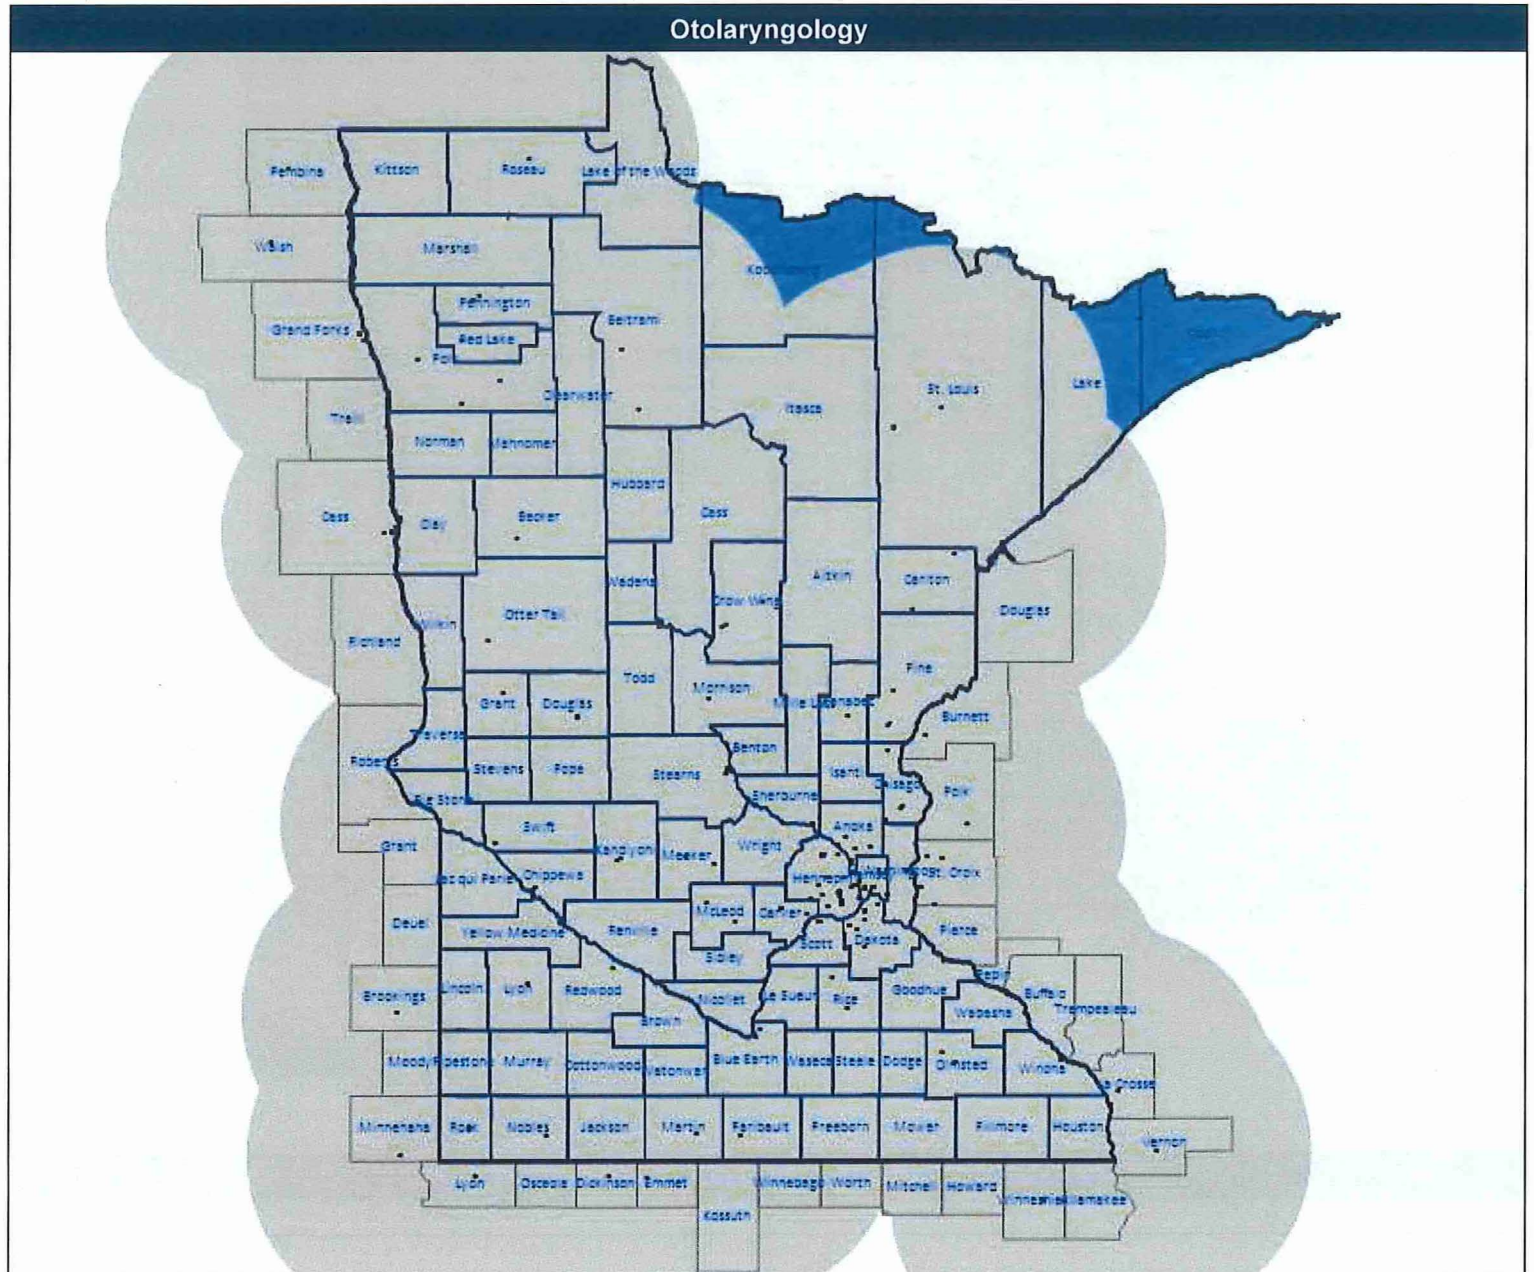 Otolaryngology
Pembina
Kittson
Roseau
Lake of the Woods
Walsh
Marshall
Koochiching
Pennington
Grand Forks
Red Lake
Beltrami
Clearwater
St. Louis
Lake
Itasca
Traill
Norman
Mahnomen
Hubbard
Cass
Cass
Clay
Becker
Wadena
Aitkin
Carlton
Crow Wing
Douglas
Otter Tail
Wilkin
Richland
Pine
Todd
Morrison
Grant
Douglas
Mille L
Kanabec
Burnett
Traverse
Benton
Roberts
Stevens
Pope
Stearns
Isanti
Chisago
Polk
Big Stone
Sherburne
Swift
Anoka
Grant
Kandiyohi
Meeker
Wright
Lac qui Parle
Chippewa
Hennepin
St. Croix
McLeod
Carver
Deuel
Yellow Medicine
Renville
Scott
Dakota
Pierce
Sibley
Pepin
Brookings
Lincoln
Lyon
Redwood
Nicollet
Le Sueur
Rice
Goodhue
Buffalo
Trempealeau
Wabasha
Brown
Moody
Pipestone
Murray
Cottonwood
Watonwan
Blue Earth
Waseca
Steele
Dodge
Olmsted
Winona
La Crosse
Minnehaha
Rock
Nobles
Jackson
Martin
Faribault
Freeborn
Mower
Fillmore
Houston
Vernon
Lyon
Osceola
Dickinson
Emmet
Winnebago
Worth
Mitchell
Howard
Winneshiek
Allamakee
Kossuth